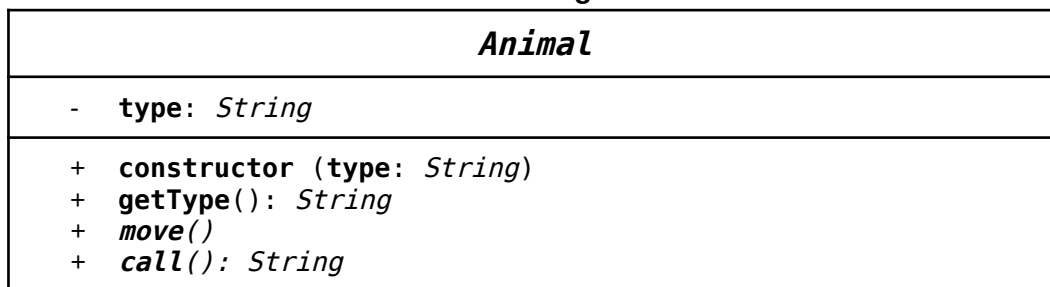 Animal
- type: String
+ constructor (type: String)
+ getType(): String
+ move()
+ call(): String